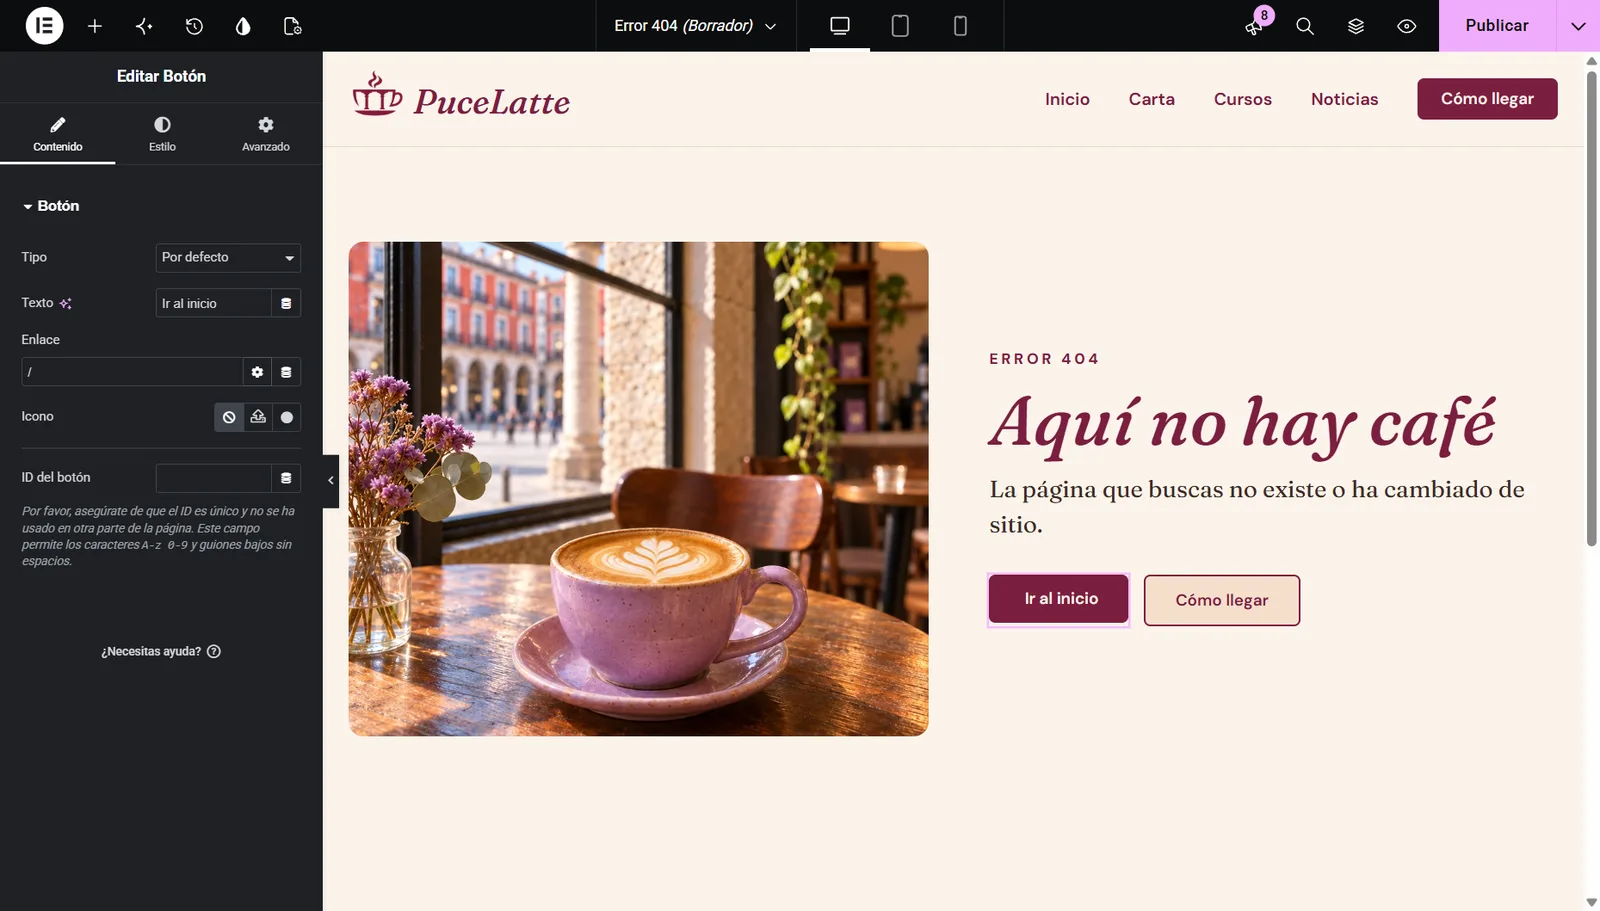 Error 404 (Borrador)
8
Publicar
Editar Botón
Contenido
Estilo
Avanzado
Botón
Tipo
Por defecto
Texto
Ir al inicio
Enlace
/
Icono
ID del botón
Por favor, asegúrate de que el ID es único y no se ha
usado en otra parte de la página. Este campo
permite los caracteres A-z 0-9 y guiones bajos sin
espacios.
¿Necesitas ayuda? ?
PuceLatte
Inicio
Carta
Cursos
Noticias
Cómo llegar
ERROR 404
Aquí no hay café
La página que buscas no existe o ha cambiado de
sitio.
Ir al inicio
Cómo llegar